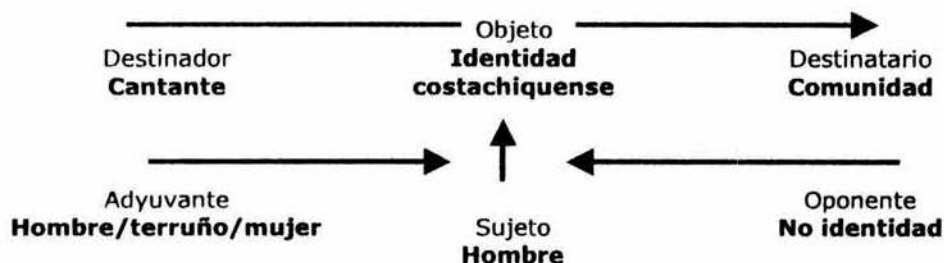 Objeto
Destinador
Identidad
Destinatario
Cantante
costachiquense
Comunidad
Adyuvante
Oponente
Hombre/terruño/mujer
Sujeto
No identidad
Hombre